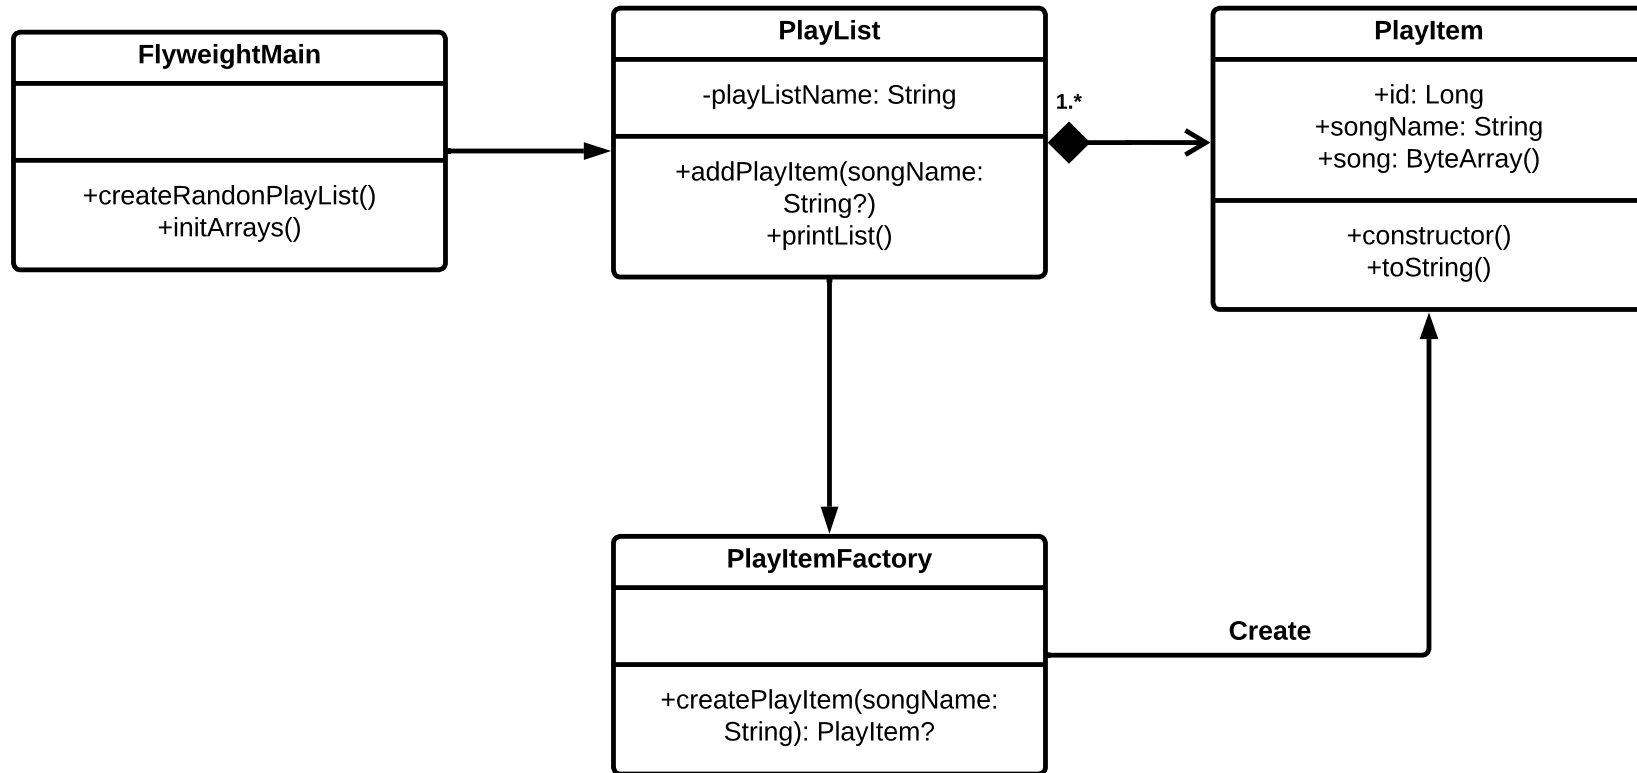 FlyweightMain
+createRandonPlayList()
+initArrays()
PlayList
-playListName: String
+addPlayItem(songName:
String?)
+printList()
1.*
PlayItem
+id: Long
+songName: String
+song: ByteArray()
+constructor()
+toString()
PlayItemFactory
+createPlayItem(songName:
String): PlayItem?
Create